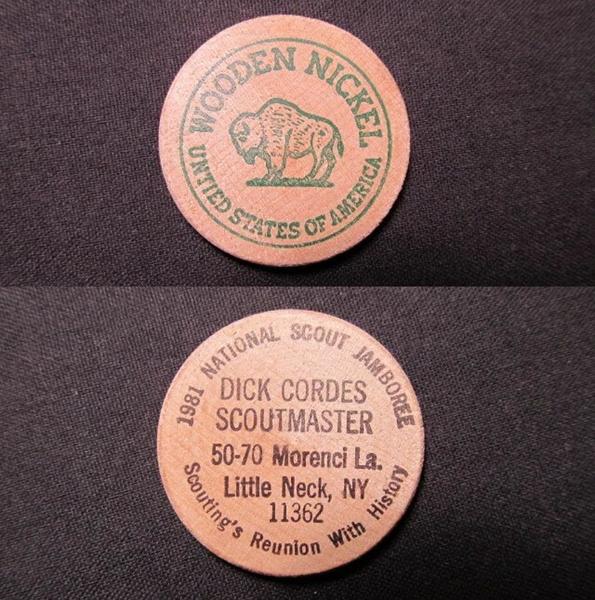 WOODEN NICKEL
UNTIED STATES OF AMERICA
1981 NATIONAL SCOUT JAMBOREE
DICK CORDES
SCOUTMASTER
50-70 Morenci La.
Little Neck, NY
11362
Scouting's Reunion With History